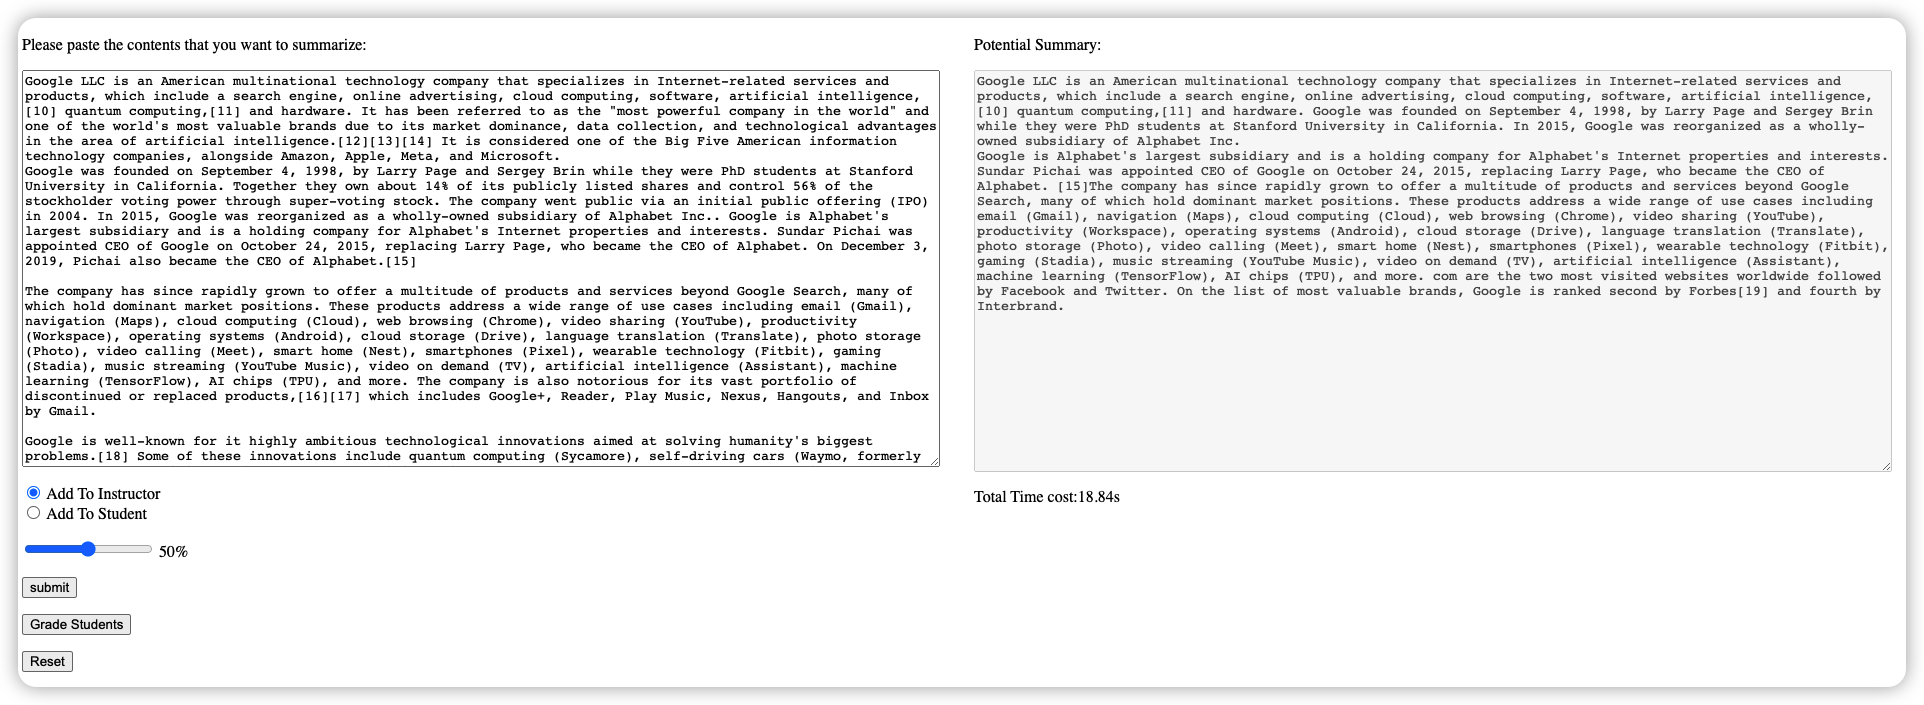 Please paste the contents that you want to summarize:
Google LLC is an American multinational technology company that specializes in Internet-related services and
products, which include a search engine, online advertising, cloud computing, software, artificial intelligence,
[10] quantum computing,[11] and hardware. It has been referred to as the "most powerful company in the world" and
one of the world's most valuable brands due to its market dominance, data collection, and technological advantages
in the area of artificial intelligence.[12][13][14] It is considered one of the Big Five American information
technology companies, alongside Amazon, Apple, Meta, and Microsoft.
Google was founded on September 4, 1998, by Larry Page and Sergey Brin while they were PhD students at Stanford
University in California. Together they own about 14% of its publicly listed shares and control 56% of the
stockholder voting power through super-voting stock. The company went public via an initial public offering (IPO)
in 2004. In 2015, Google was reorganized as a wholly-owned subsidiary of Alphabet Inc.. Google is Alphabet's
largest subsidiary and is a holding company for Alphabet's Internet properties and interests. Sundar Pichai was
appointed CEO of Google on October 24, 2015, replacing Larry Page, who became the CEO of Alphabet. On December 3,
2019, Pichai also became the CEO of Alphabet.[15]
The company has since rapidly grown to offer a multitude of products and services beyond Google Search, many of
which hold dominant market positions. These products address a wide range of use cases including email (Gmail),
navigation (Maps), cloud computing (Cloud), web browsing (Chrome), video sharing (YouTube), productivity
(Workspace), operating systems (Android), cloud storage (Drive), language translation (Translate), photo storage
(Photo), video calling (Meet), smart home (Nest), smartphones (Pixel), wearable technology (Fitbit), gaming
(Stadia), music streaming (YouTube Music), video on demand (TV), artificial intelligence (Assistant), machine
learning (TensorFlow), AI chips (TPU), and more. The company is also notorious for its vast portfolio of
discontinued or replaced products,[16][17] which includes Google+, Reader, Play Music, Nexus, Hangouts, and Inbox
by Gmail.
Google is well-known for it highly ambitious technological innovations aimed at solving humanity's biggest
problems.[18] Some of these innovations include quantum computing (Sycamore), self-driving cars (Waymo, formerly
Add To Instructor
Add To Student
50%
submit
Grade Students
Reset
Potential Summary:
Google LLC is an American multinational technology company that specializes in Internet-related services and
products, which include a search engine, online advertising, cloud computing, software, artificial intelligence,
[10] quantum computing,[11] and hardware. Google was founded on September 4, 1998, by Larry Page and Sergey Brin
while they were PhD students at Stanford University in California. In 2015, Google was reorganized as a wholly-
owned subsidiary of Alphabet Inc.
Google is Alphabet's largest subsidiary and is a holding company for Alphabet's Internet properties and interests.
Sundar Pichai was appointed CEO of Google on October 24, 2015, replacing Larry Page, who became the CEO of
Alphabet. [15]The company has since rapidly grown to offer a multitude of products and services beyond Google
Search, many of which hold dominant market positions. These products address a wide range of use cases including
email (Gmail), navigation (Maps), cloud computing (Cloud), web browsing (Chrome), video sharing (YouTube),
productivity (Workspace), operating systems (Android), cloud storage (Drive), language translation (Translate),
photo storage (Photo), video calling (Meet), smart home (Nest), smartphones (Pixel), wearable technology (Fitbit),
gaming (Stadia), music streaming (YouTube Music), video on demand (TV), artificial intelligence (Assistant),
machine learning (TensorFlow), AI chips (TPU), and more. com are the two most visited websites worldwide followed
by Facebook and Twitter. On the list of most valuable brands, Google is ranked second by Forbes[19] and fourth by
Interbrand.
Total Time cost:18.84s